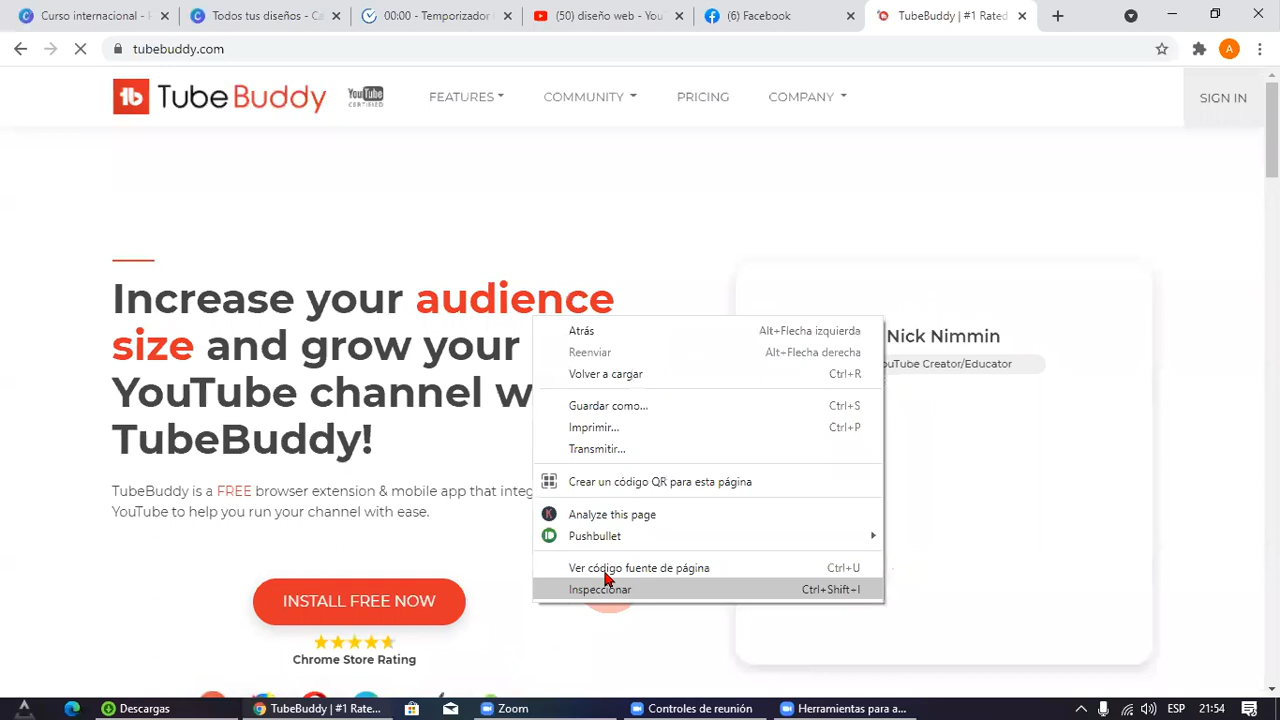 Curso internacional - Ca
Todos tus diseños - Canv
00:00 - Temporizador
(50) diseño web - You
(6) Facebook
TubeBuddy | #1 Rated
tubebuddy.com
TubeBuddy
YouTube CERTIFIED
FEATURES
COMMUNITY
PRICING
COMPANY
SIGN IN
Increase your audience
size and grow your
YouTube channel w
TubeBuddy!
TubeBuddy is a FREE browser extension & mobile app that integ
YouTube to help you run your channel with ease.
INSTALL FREE NOW
Chrome Store Rating
Nick Nimmin
ouTube Creator/Educator
Atrás Alt+Flecha izquierda
Reenviar Alt+Flecha derecha
Volver a cargar Ctrl+R
Guardar como... Ctrl+S
Imprimir... Ctrl+P
Transmitir...
Crear un código QR para esta página
Analyze this page
Pushbullet
Ver código fuente de página Ctrl+U
Inspeccionar Ctrl+Shift+I
Descargas
TubeBuddy | #1 Rate...
Zoom
Controles de reunión
Herramientas para a...
ESP
21:54